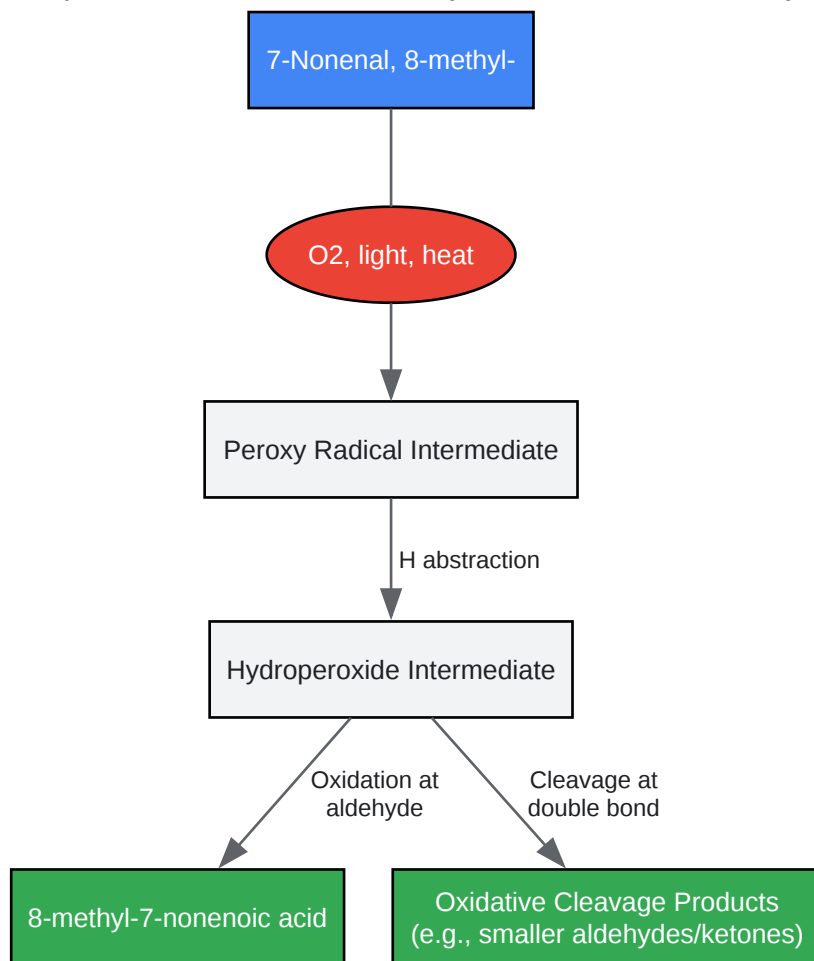 7-Nonenal, 8-methyl-
O2, light, heat
Peroxy Radical Intermediate
H abstraction
Hydroperoxide Intermediate
Oxidation at
aldehyde
Cleavage at
double bond
8-methyl-7-nonenoic acid
Oxidative Cleavage Products
(e.g., smaller aldehydes/ketones)